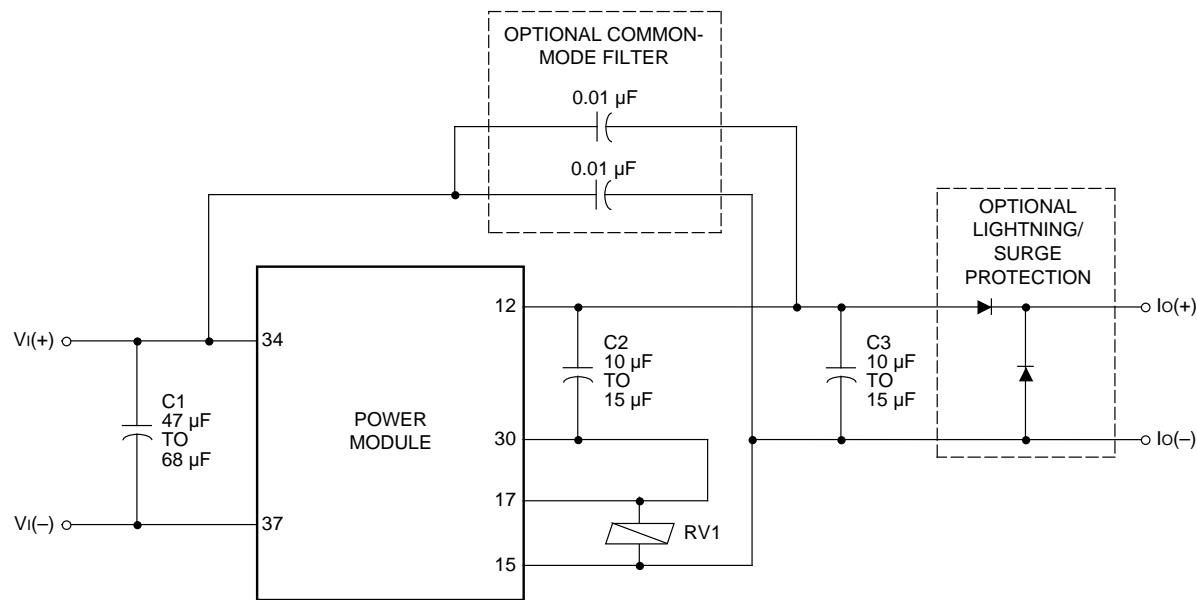 OPTIONAL COMMON-
MODE FILTER
0.01 µF
0.01 µF
OPTIONAL
LIGHTNING/
SURGE
PROTECTION
12
VI(+)
34
IO(+)
C2
10 µF
TO
15 µF
C3
10 µF
TO
15 µF
C1
47 µF
TO
68 µF
POWER
MODULE
30
IO(–)
17
VI(–)
37
RV1
15